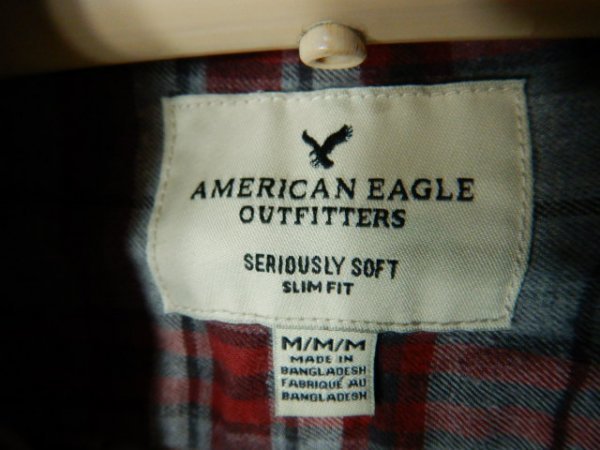 AMERICAN EAGLE
OUTFITTERS
SERIOUSLY SOFT
SLIM FIT
M/M/M
MADE IN
BANGLADESH
FABRIQUÉ AU
BANGLADESH